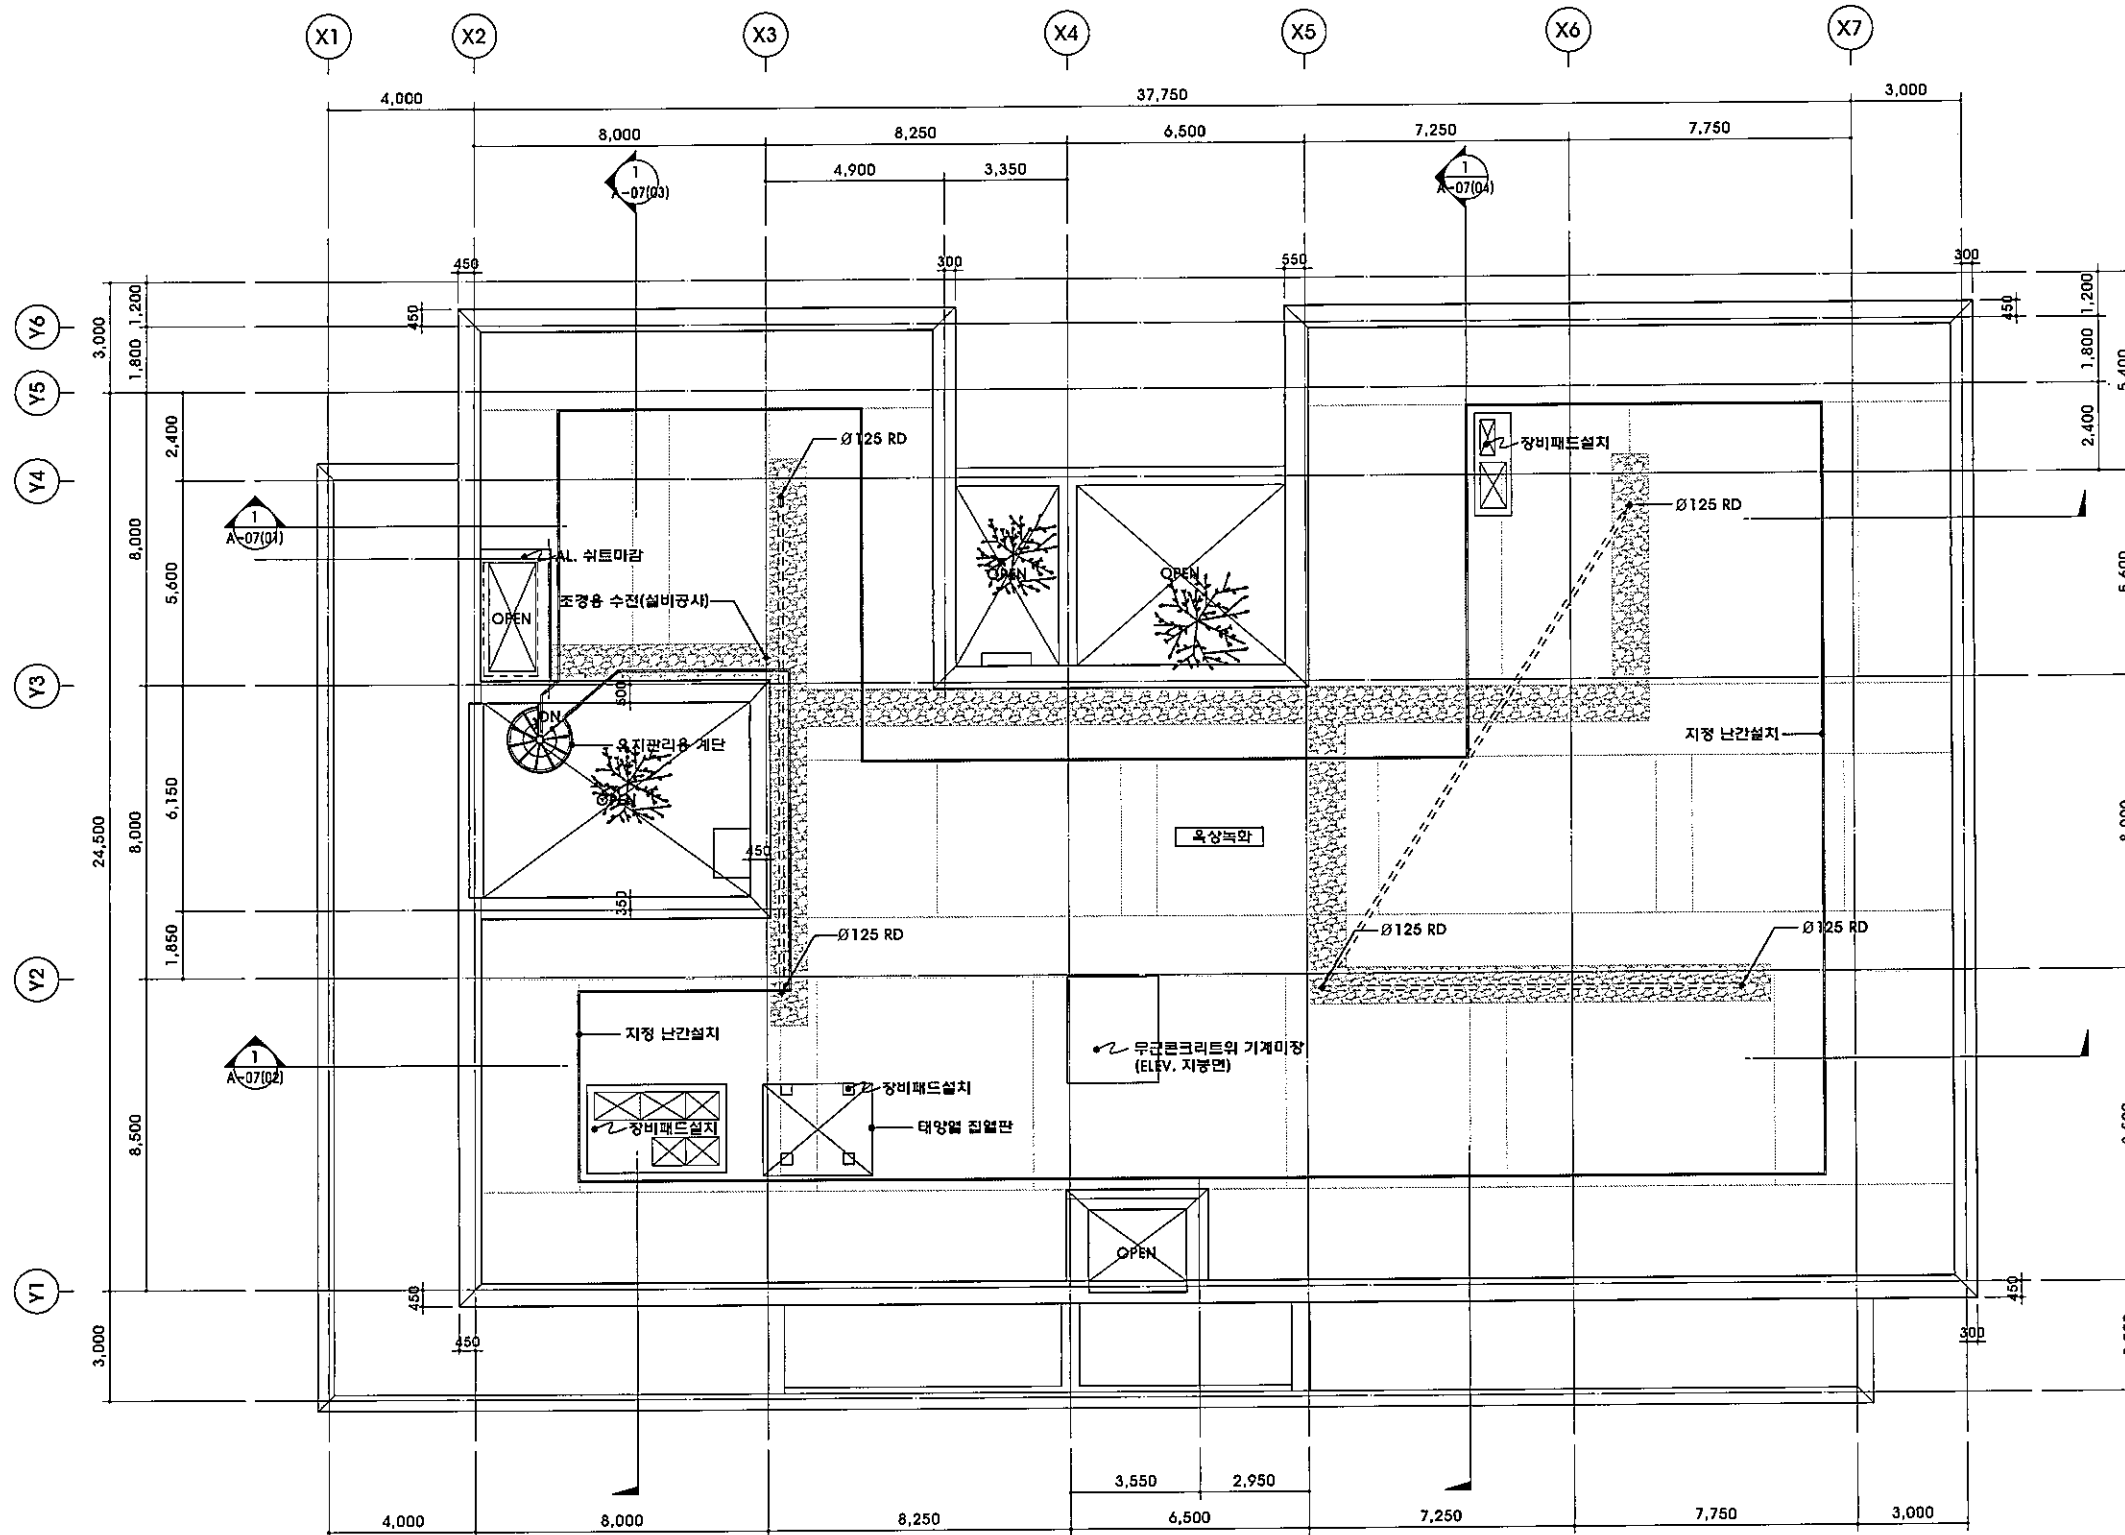 X1 X2 X3 X4 X5 X6 X7
4,000 37,750 3,000
8,000 8,250 6,500 7,250 7,750
4,900 3,350
1
A-07(03)
1
A-07(04)
450 300 550 300
Y6
Y5
Y4
Y3
Y2
Y1
3,000
24,500
3,000
1,200
1,800
8,000
8,000
8,500
2,400
5,600
6,150
1,850
450
450
1,200
1,800
2,400
5,400
5,600
8,000
Ø125 RD
장비패드설치
Ø125 RD
1
A-07(01)
AL. 쉬트마감
OPEN
조경용 수전(설비공사)
OPEN
OPEN
500
DN
유지관리용 계단
OPEN
450
350
지정 난간설치
옥상녹화
Ø125 RD
Ø125 RD
Ø125 RD
지정 난간설치
무근콘크리트위 기계미장
(ELEV. 지붕면)
1
A-07(02)
장비패드설치
장비패드설치
태양열 집열판
OPEN
450
450
450
300
3,550 2,950
4,000 8,000 8,250 6,500 7,250 7,750 3,000